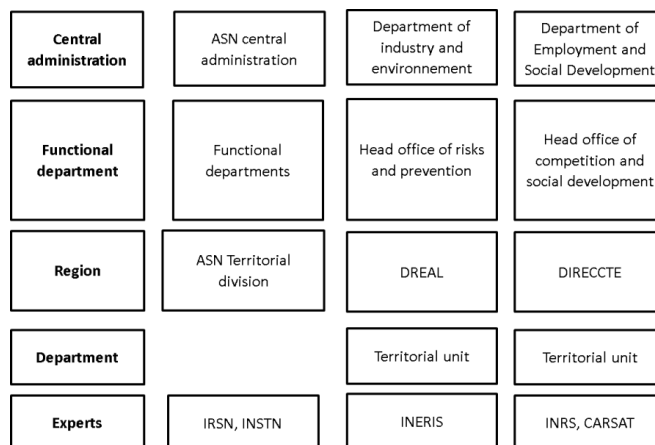 Central
administration
ASN central
administration
Department of
industry and
environnement
Department of
Employment and
Social Development
Functional
department
Functional
departments
Head office of risks
and prevention
Head office of
competition and
social development
Region
ASN Territorial
division
DREAL
DIRECCTE
Department
Territorial unit
Territorial unit
Experts
IRSN, INSTN
INERIS
INRS, CARSAT